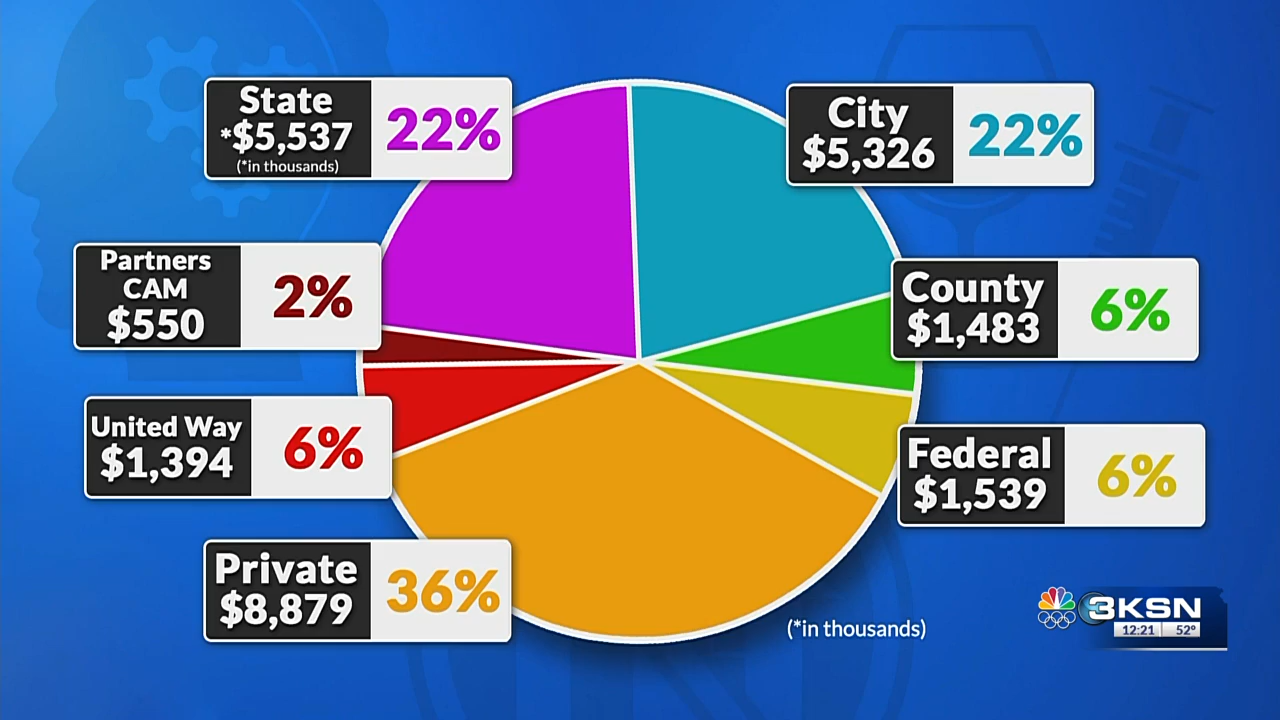 State
*$5,537
(*in thousands)
22%
City
$5,326
22%
Partners
CAM
$550
2%
County
$1,483
6%
United Way
$1,394
6%
Federal
$1,539
6%
Private
$8,879
36%
(*in thousands)
3KSN
12:21 52°